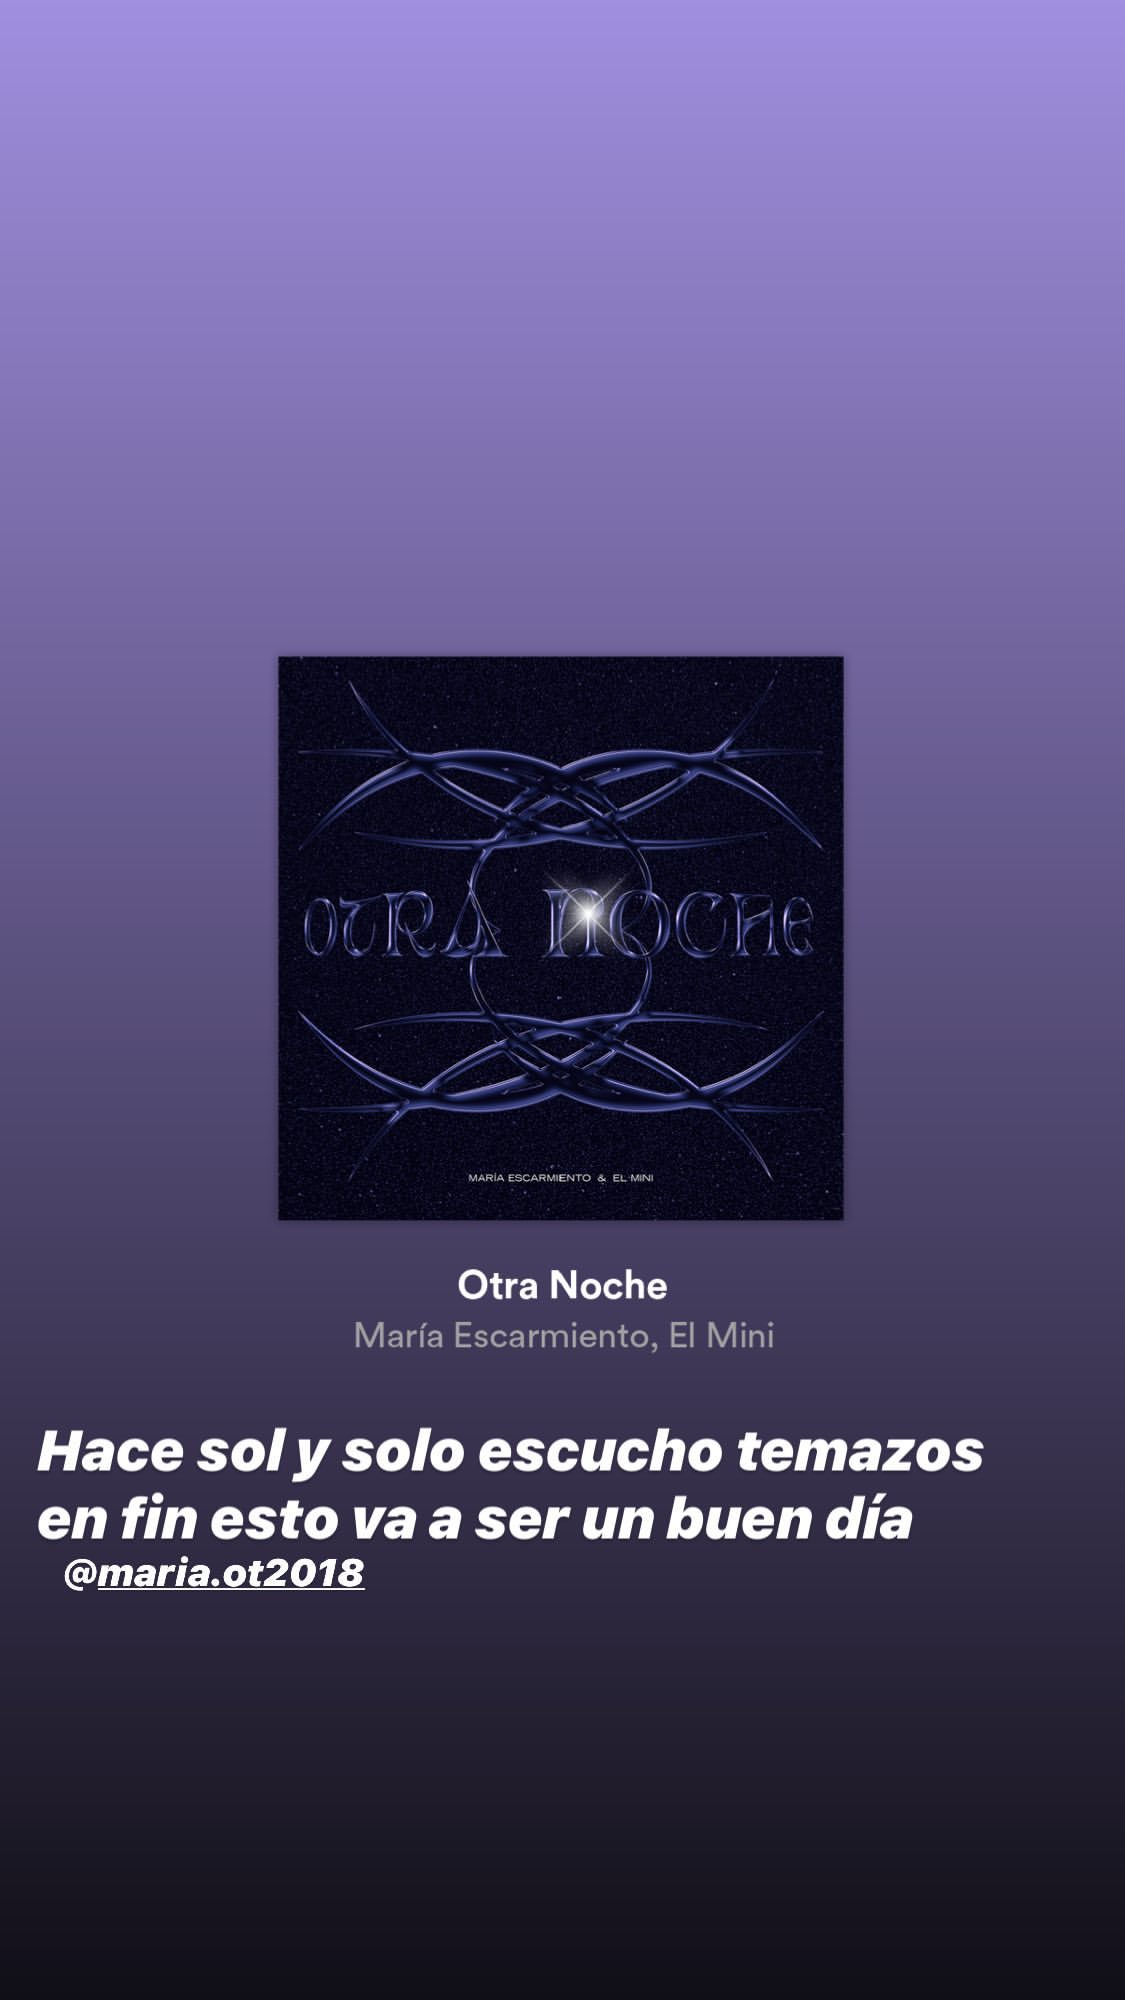 OTRA NOCHE
MARÍA ESCARMIENTO & EL MINI
Otra Noche
María Escarmiento, El Mini
Hace sol y solo escucho temazos
en fin esto va a ser un buen día
@maria.ot2018